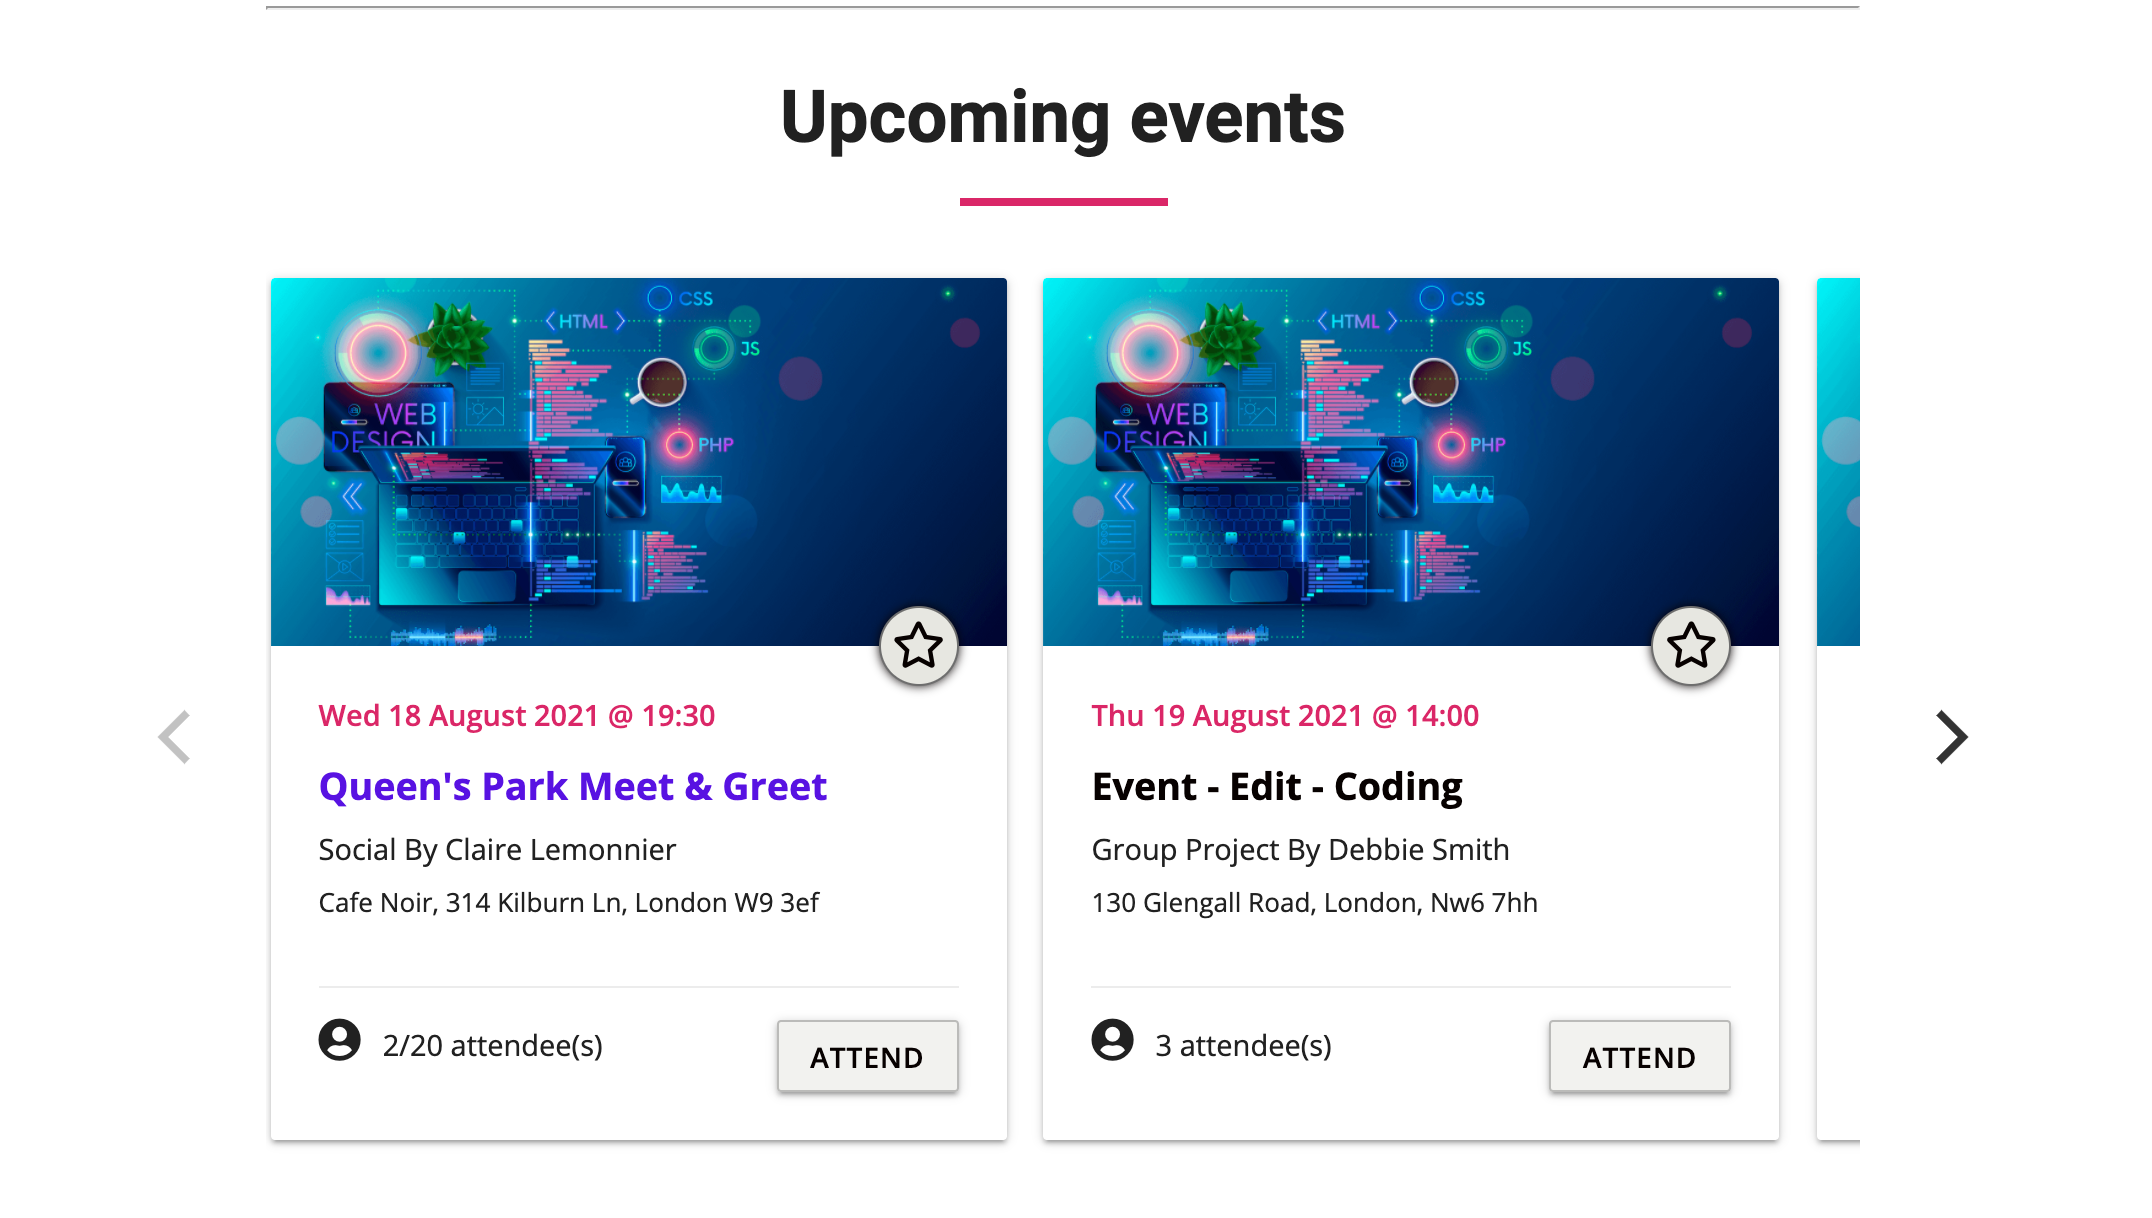 Upcoming events
CSS
HTML
JS
WEB
DESIGN
PHP
Wed 18 August 2021 @ 19:30
Queen's Park Meet & Greet
Social By Claire Lemonnier
Cafe Noir, 314 Kilburn Ln, London W9 3ef
2/20 attendee(s)
ATTEND
CSS
HTML
JS
WEB
DESIGN
PHP
Thu 19 August 2021 @ 14:00
Event - Edit - Coding
Group Project By Debbie Smith
130 Glengall Road, London, Nw6 7hh
3 attendee(s)
ATTEND